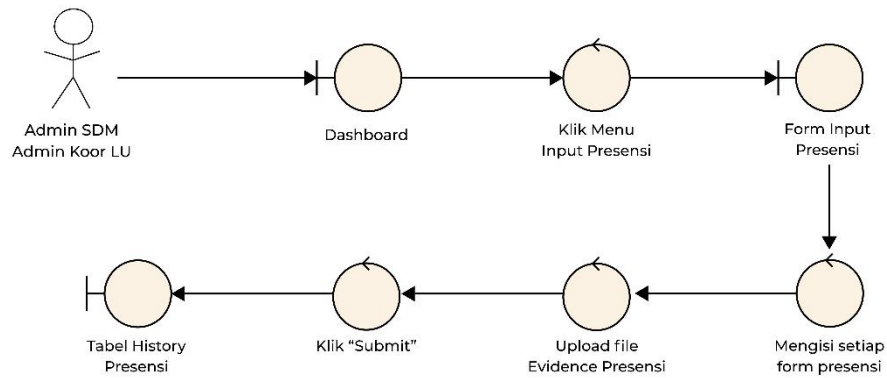 Admin SDM
Admin Koor LU
Dashboard
Klik Menu
Input Presensi
Form Input
Presensi
Tabel History
Presensi
Klik “Submit”
Upload file
Evidence Presensi
Mengisi setiap
form presensi